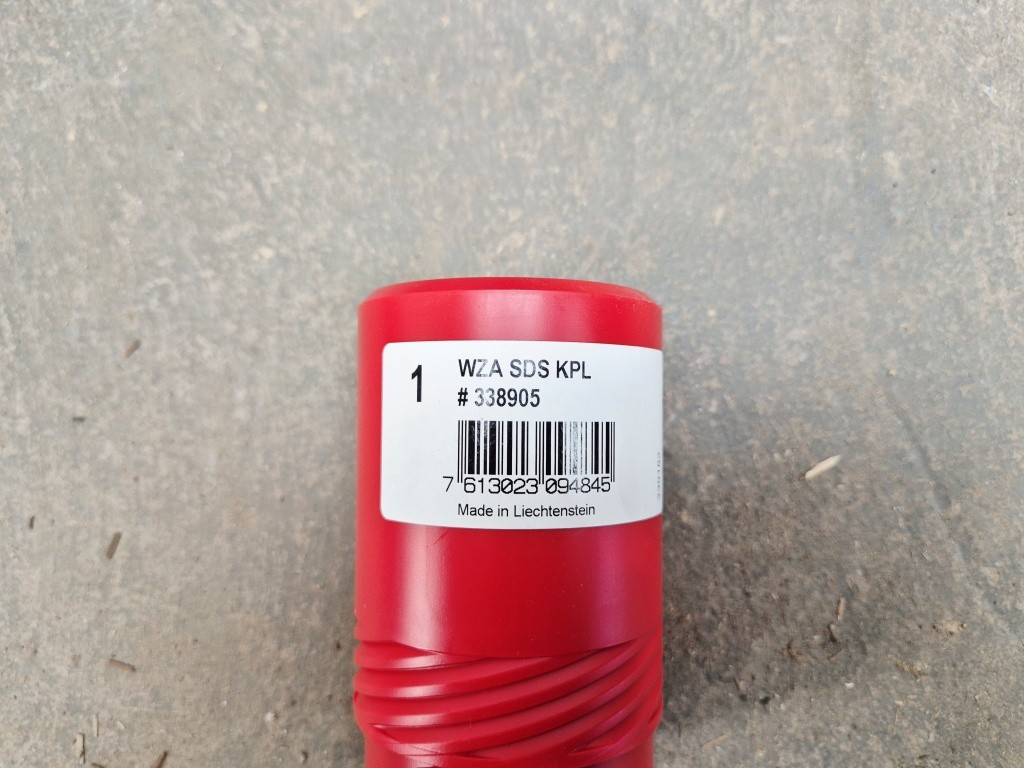 1
WZA SDS KPL
# 338905
7 613023 094845
Made in Liechtenstein